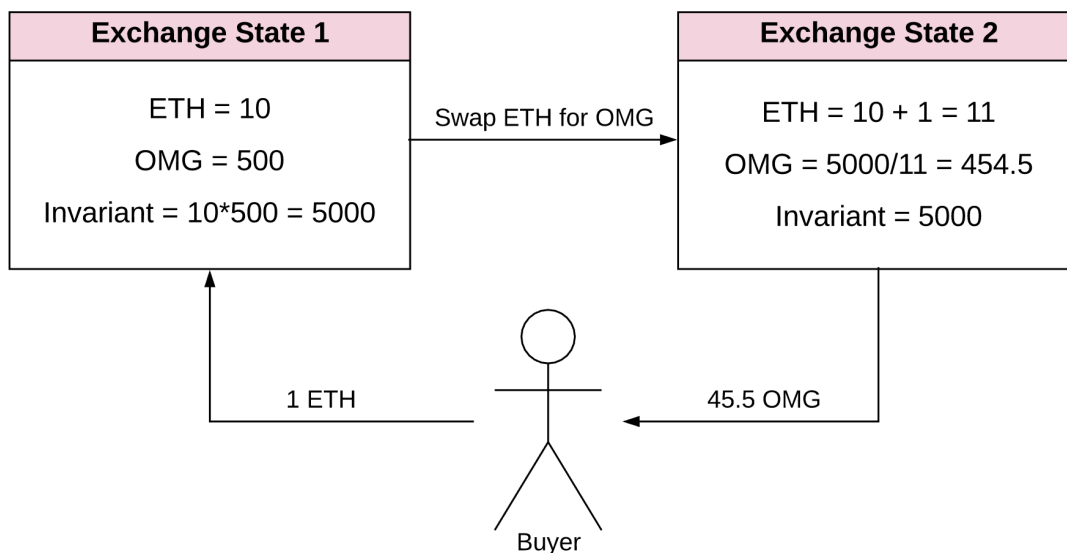 Exchange State 1
ETH = 10
OMG = 500
Invariant = 10*500 = 5000
Swap ETH for OMG
Exchange State 2
ETH = 10 + 1 = 11
OMG = 5000/11 = 454.5
Invariant = 5000
1 ETH
45.5 OMG
Buyer